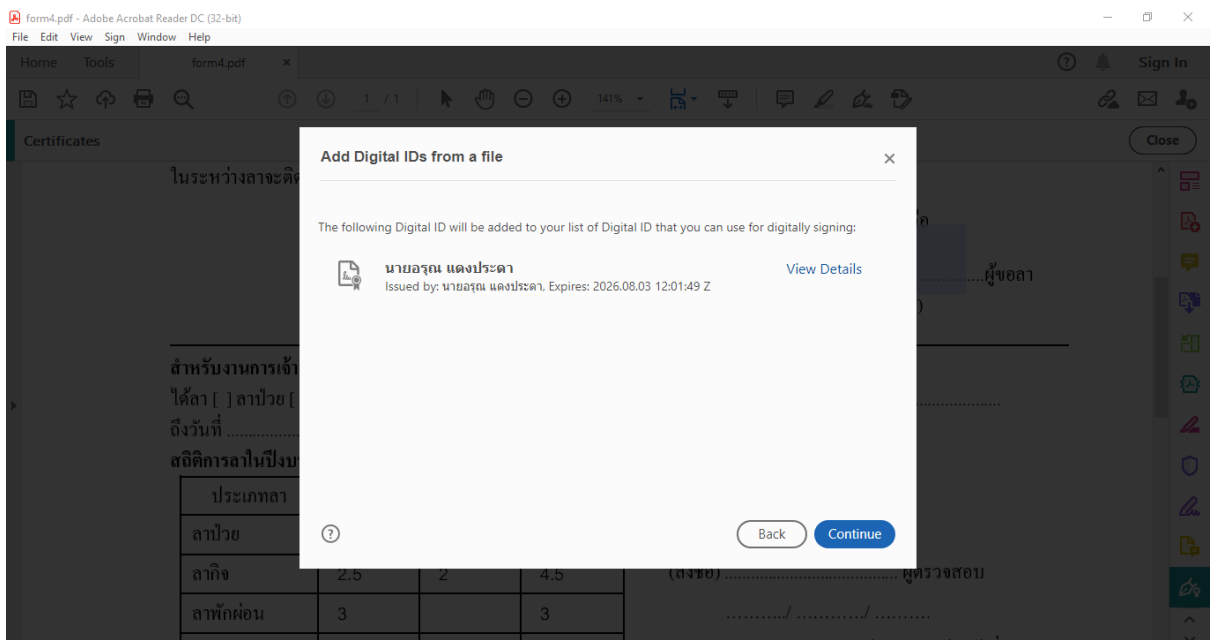 form4.pdf - Adobe Acrobat Reader DC (32-bit)
File Edit View Sign Window Help
Home Tools form4.pdf × Sign In
1 / 1 141%
Certificates Close
ในระหว่างลาจะติด
Add Digital IDs from a file
The following Digital ID will be added to your list of Digital ID that you can use for digitally signing:
นายอรุณ แดงประดา View Details
Issued by: นายอรุณ แดงประดา, Expires: 2026.08.03 12:01:49 Z
ผู้ขอลา
สำหรับงานการเจ้า
ได้ลา [ ] ลาป่วย [
ถึงวันที่ ..................
สถิติการลาในปีงบ
ประเภทลา
ลาป่วย
Back Continue
ลากิจ 2.5 2 4.5 (ลงชื่อ) ........................................ ผู้ตรวจสอบ
ลาพักผ่อน 3 3 ........../ ............/ ..........